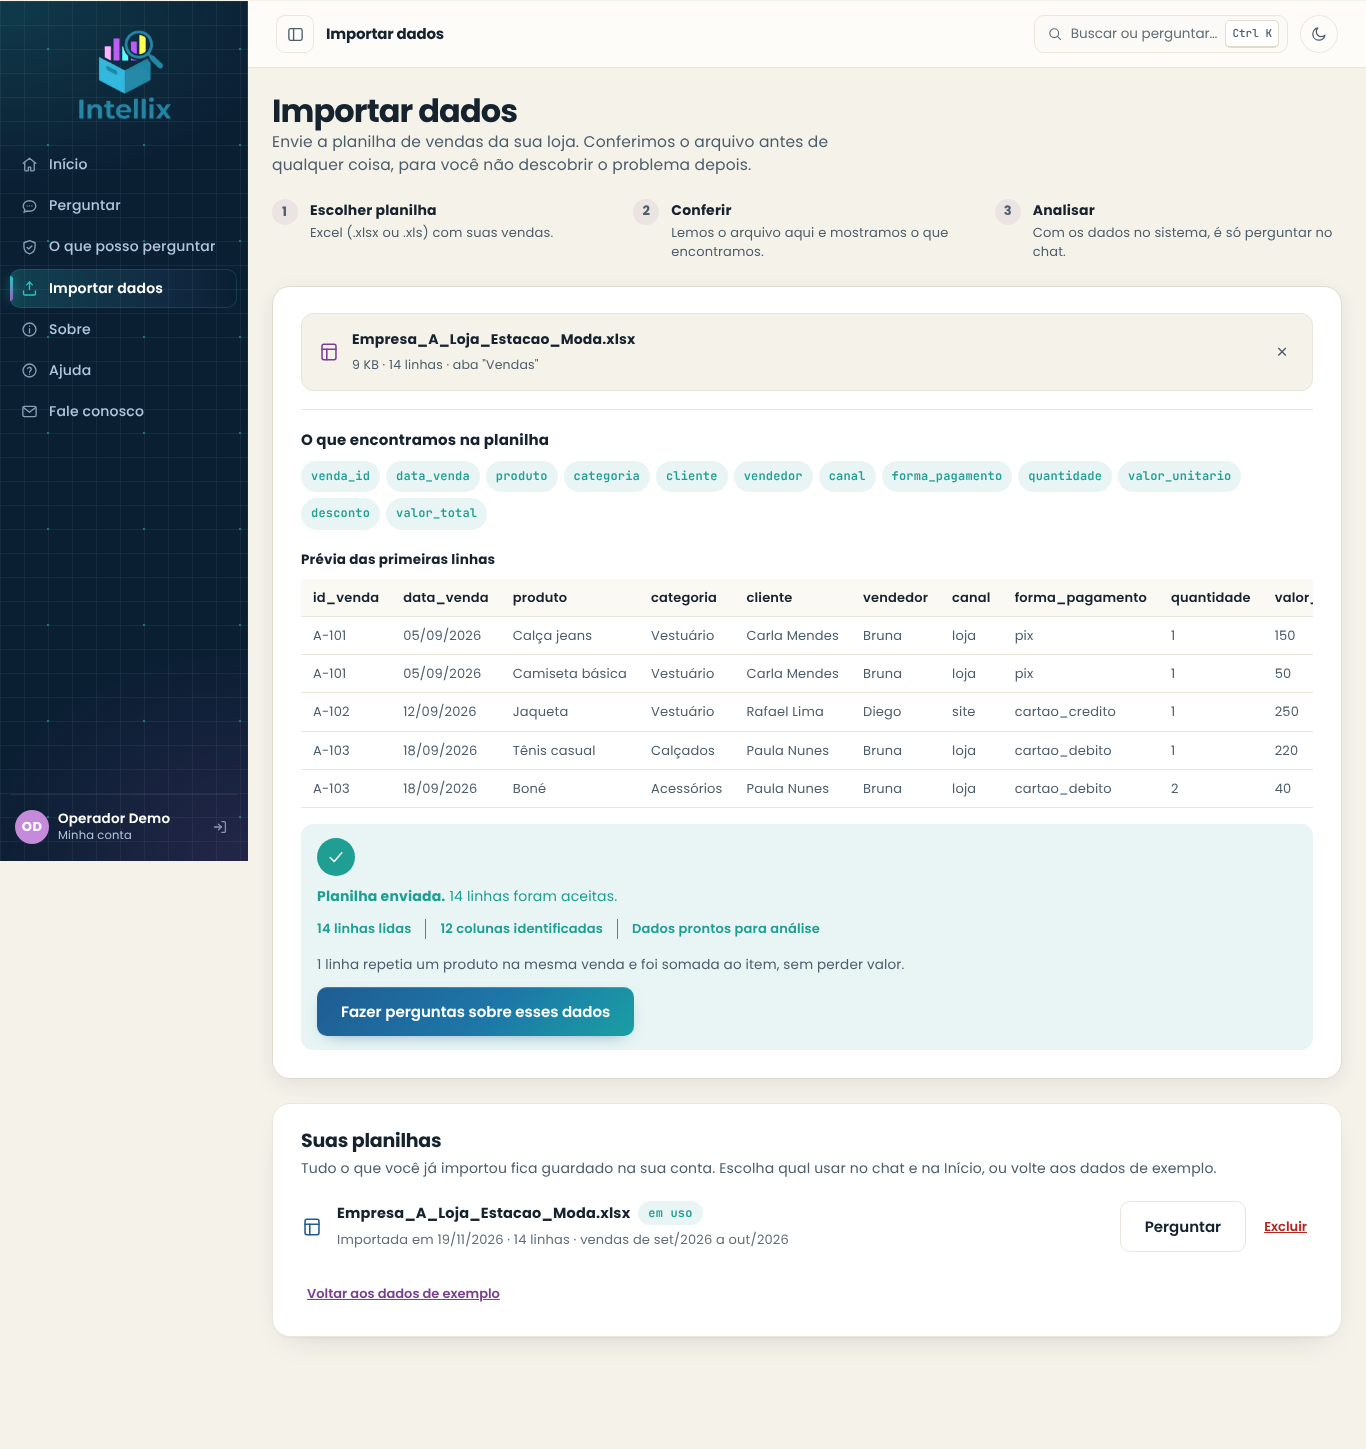 Intellix
Início
Perguntar
O que posso perguntar
Importar dados
Sobre
Ajuda
Fale conosco
OD
Operador Demo
Minha conta
Importar dados
Buscar ou perguntar...
Ctrl K
Importar dados
Envie a planilha de vendas da sua loja. Conferimos o arquivo antes de
qualquer coisa, para você não descobrir o problema depois.
1
Escolher planilha
Excel (.xlsx ou .xls) com suas vendas.
2
Conferir
Lemos o arquivo aqui e mostramos o que
encontramos.
3
Analisar
Com os dados no sistema, é só perguntar no
chat.
Empresa_A_Loja_Estacao_Moda.xlsx
9 KB · 14 linhas · aba "Vendas"
O que encontramos na planilha
venda_id data_venda produto categoria cliente vendedor canal forma_pagamento quantidade valor_unitario
desconto valor_total
Prévia das primeiras linhas
id_venda data_venda produto categoria cliente vendedor canal forma_pagamento quantidade valor_
A-101 05/09/2026 Calça jeans Vestuário Carla Mendes Bruna loja pix 1 150
A-101 05/09/2026 Camiseta básica Vestuário Carla Mendes Bruna loja pix 1 50
A-102 12/09/2026 Jaqueta Vestuário Rafael Lima Diego site cartao_credito 1 250
A-103 18/09/2026 Tênis casual Calçados Paula Nunes Bruna loja cartao_debito 1 220
A-103 18/09/2026 Boné Acessórios Paula Nunes Bruna loja cartao_debito 2 40
Planilha enviada. 14 linhas foram aceitas.
14 linhas lidas 12 colunas identificadas Dados prontos para análise
1 linha repetia um produto na mesma venda e foi somada ao item, sem perder valor.
Fazer perguntas sobre esses dados
Suas planilhas
Tudo o que você já importou fica guardado na sua conta. Escolha qual usar no chat e na Início, ou volte aos dados de exemplo.
Empresa_A_Loja_Estacao_Moda.xlsx em uso
Importada em 19/11/2026 · 14 linhas · vendas de set/2026 a out/2026
Perguntar
Excluir
Voltar aos dados de exemplo